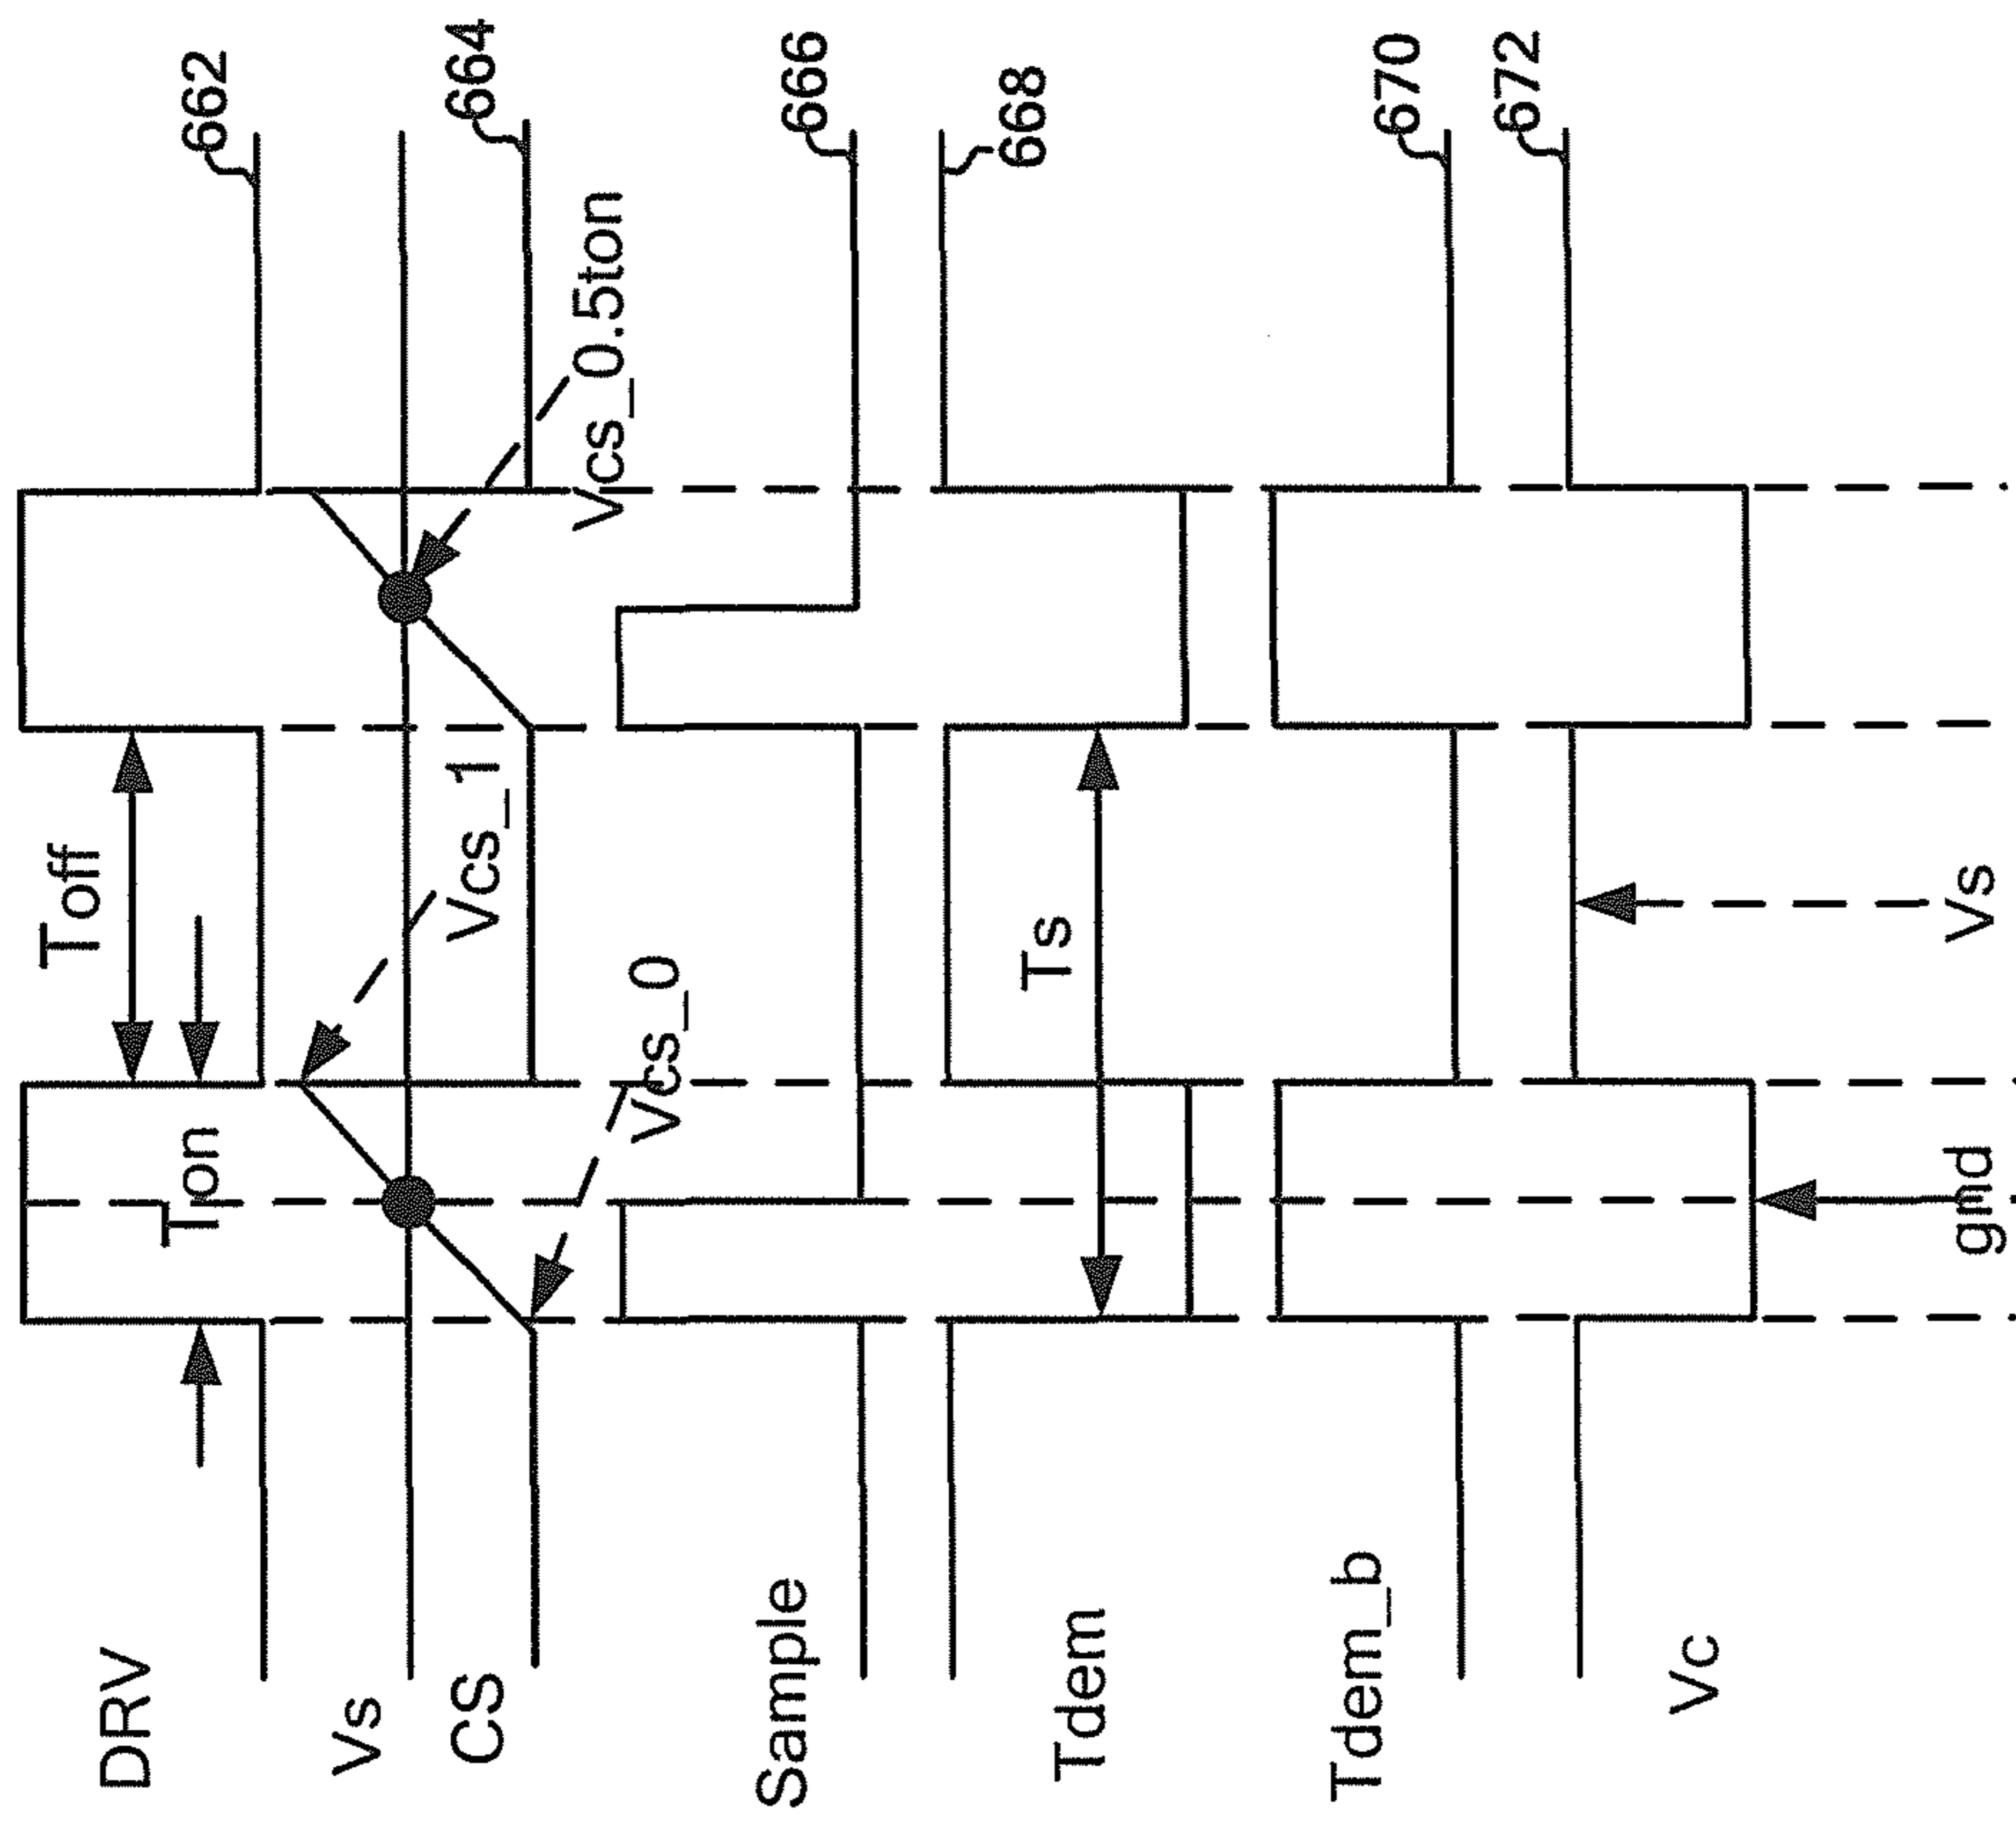 DRV
Ton
Toff
662
Vs
CS
Vcs_1
664
Vcs_0
Vcs_0.5ton
Sample
666
Tdem
Ts
668
Tdem_b
670
Vc
672
gnd
Vs